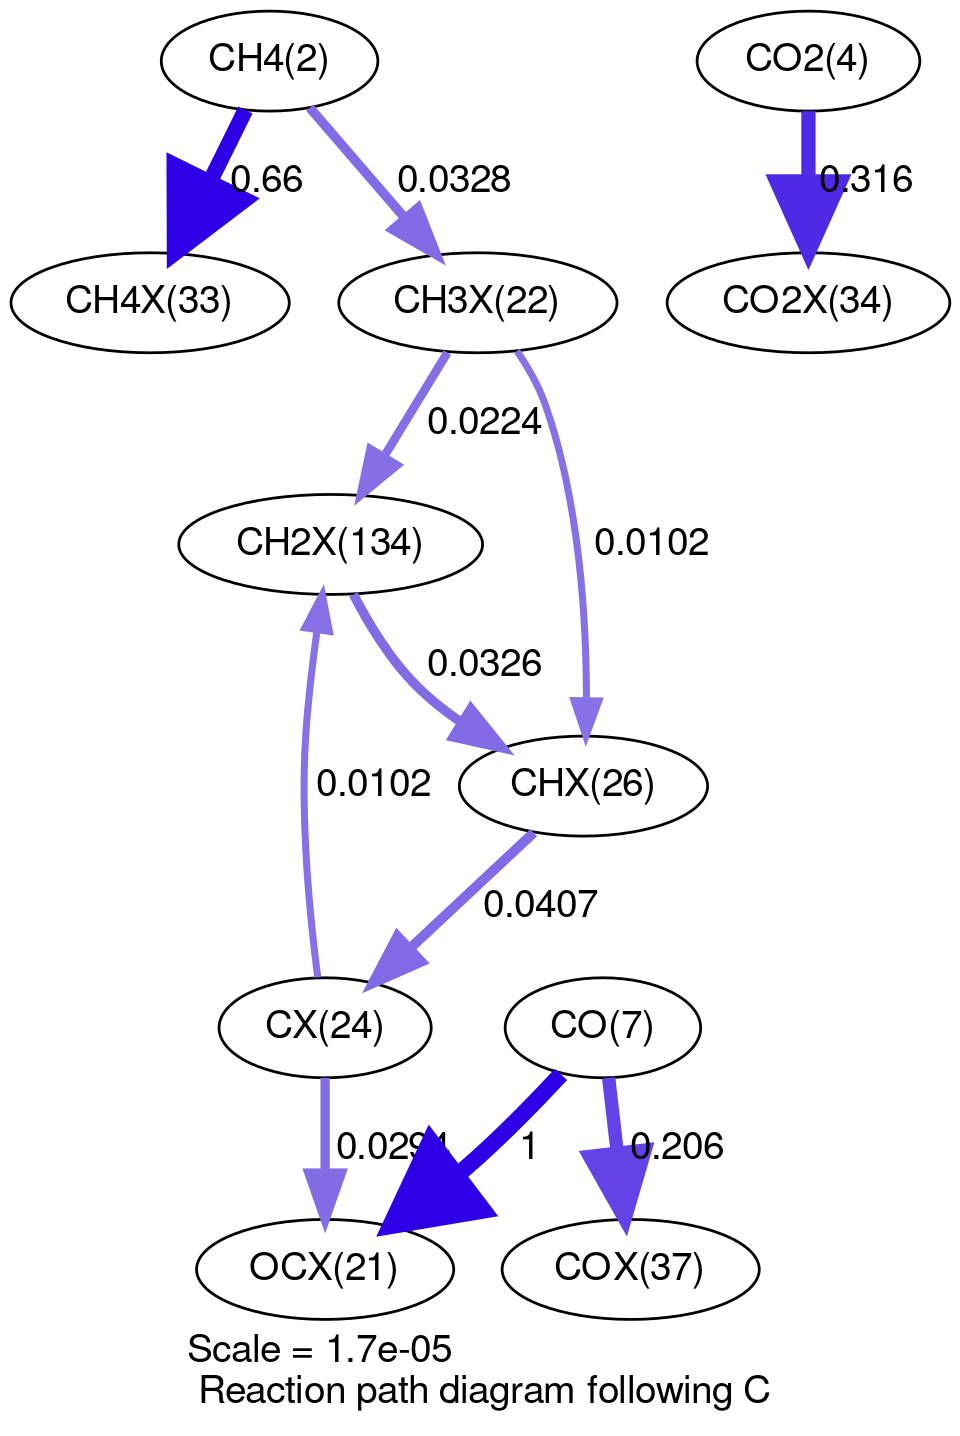 CH4(2)
CO2(4)
0.66
0.0328
0.316
CH4X(33)
CH3X(22)
CO2X(34)
0.0224
CH2X(134)
0.0102
0.0326
0.0102
CHX(26)
0.0407
CX(24)
CO(7)
0.0294
1
0.206
OCX(21)
COX(37)
Scale = 1.7e-05
Reaction path diagram following C